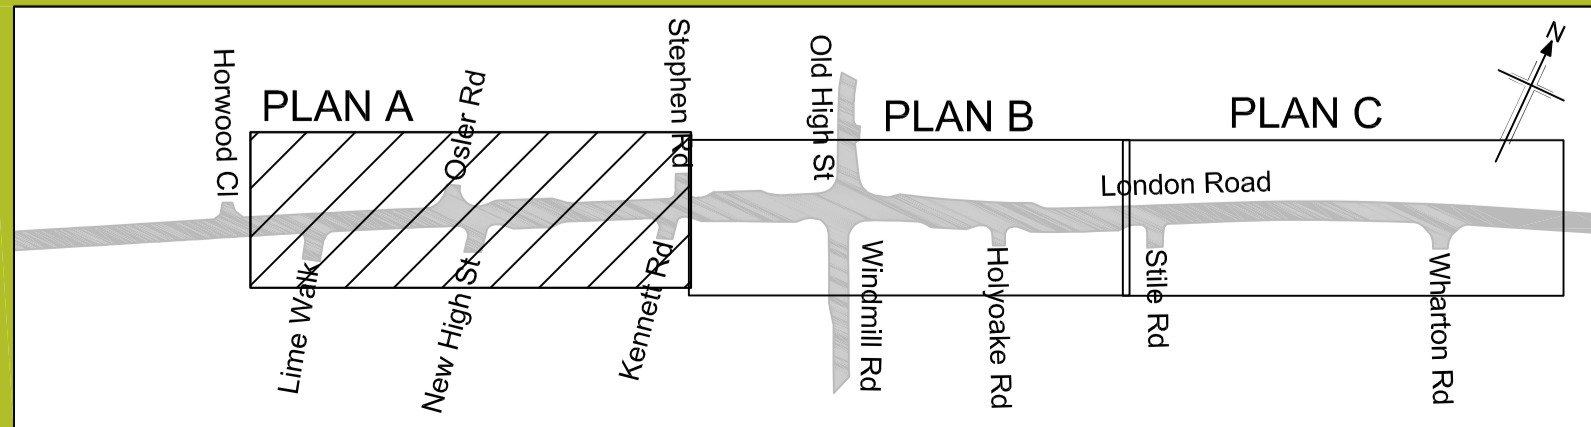 Horwood Cl
PLAN A
Osler Rd
Stephen Rd
Old High St
PLAN B
PLAN C
N
London Road
Lime Walk
New High St
Kennett Rd
Windmill Rd
Holyoake Rd
Stile Rd
Wharton Rd